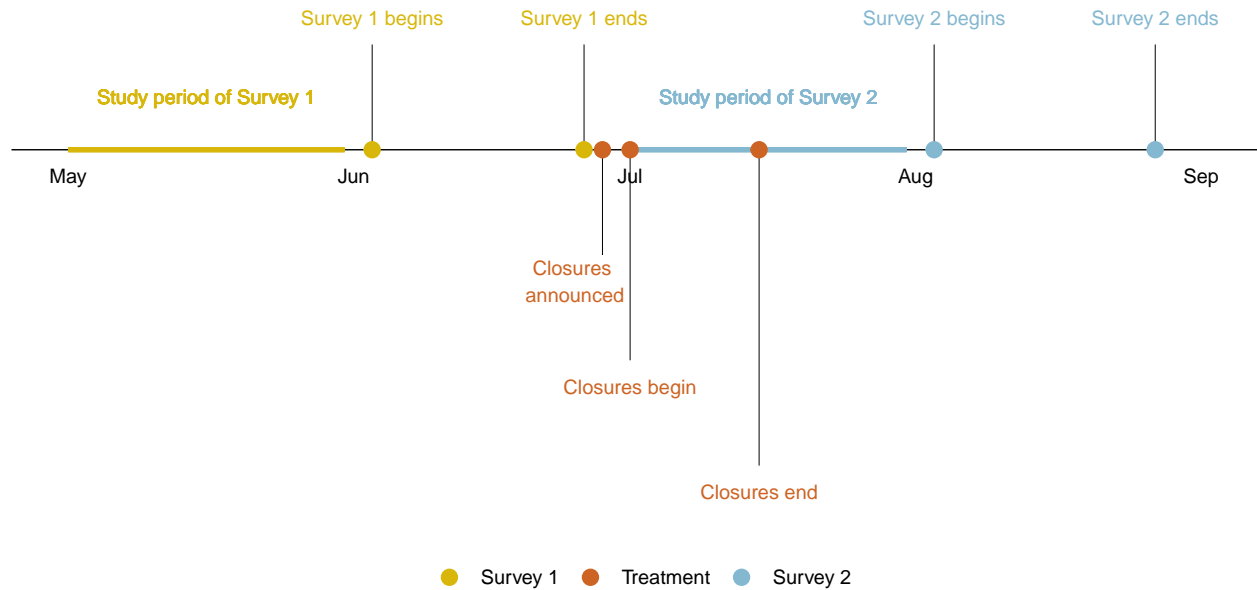 Survey 1 begins
Survey 1 ends
Survey 2 begins
Survey 2 ends
Study period of Survey 1
Study period of Survey 2
May
Jun
Jul
Aug
Sep
Closures
announced
Closures begin
Closures end
Survey 1
Treatment
Survey 2